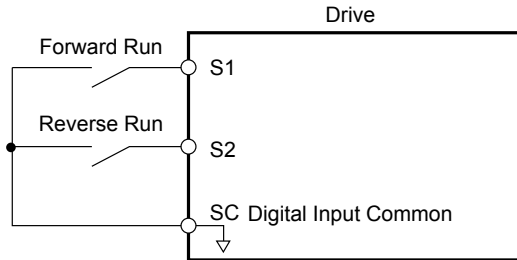 Drive
Forward Run
S1
Reverse Run
S2
SC Digital Input Common